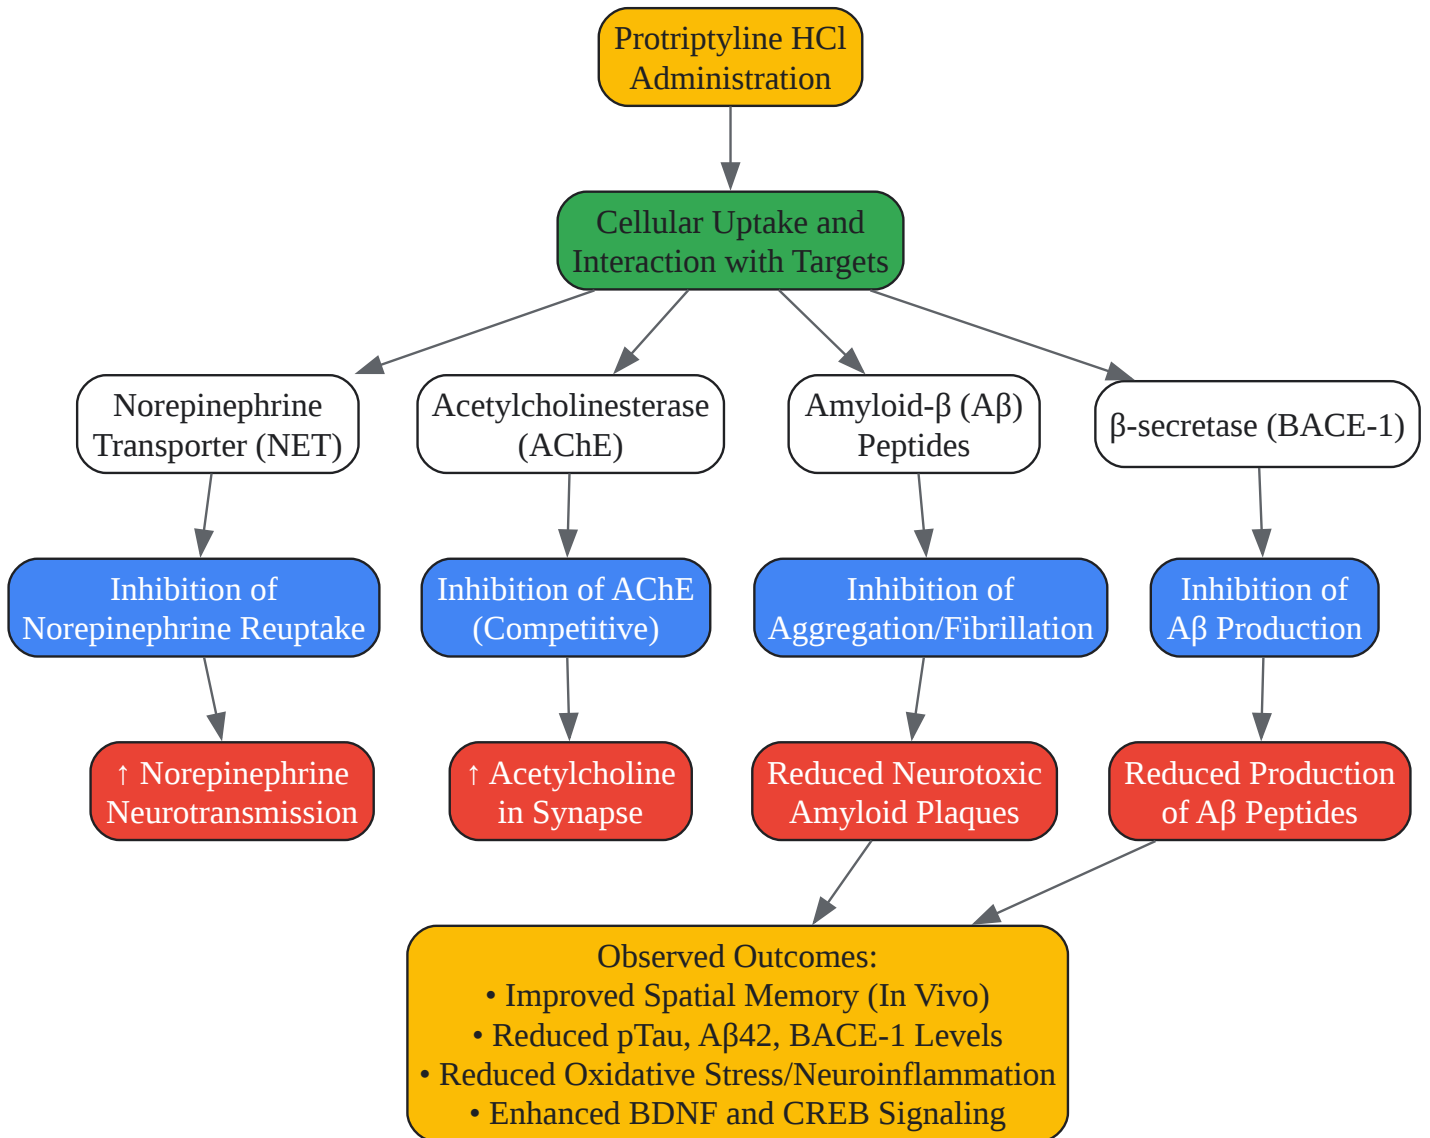 Protriptyline HCl
Administration
Cellular Uptake and
Interaction with Targets
Norepinephrine
Transporter (NET)
Acetylcholinesterase
(AChE)
Amyloid-β (Aβ)
Peptides
β-secretase (BACE-1)
Inhibition of
Norepinephrine Reuptake
Inhibition of AChE
(Competitive)
Inhibition of
Aggregation/Fibrillation
Inhibition of
Aβ Production
↑ Norepinephrine
Neurotransmission
↑ Acetylcholine
in Synapse
Reduced Neurotoxic
Amyloid Plaques
Reduced Production
of Aβ Peptides
Observed Outcomes:
• Improved Spatial Memory (In Vivo)
• Reduced pTau, Aβ42, BACE-1 Levels
• Reduced Oxidative Stress/Neuroinflammation
• Enhanced BDNF and CREB Signaling